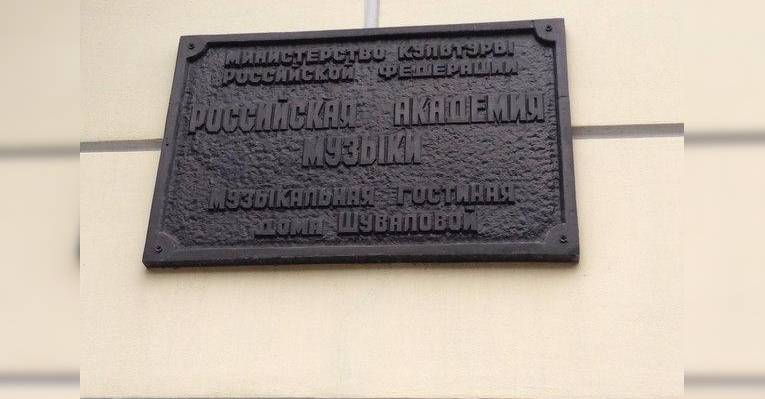 МИНИСТЕРСТВО КУЛЬТУРЫ
РОССИЙСКОЙ ФЕДЕРАЦИИ
РОССИЙСКАЯ АКАДЕМИЯ
МУЗЫКИ
МУЗЫКАЛЬНАЯ ГОСТИНАЯ
ДОМА ШУВАЛОВОЙ